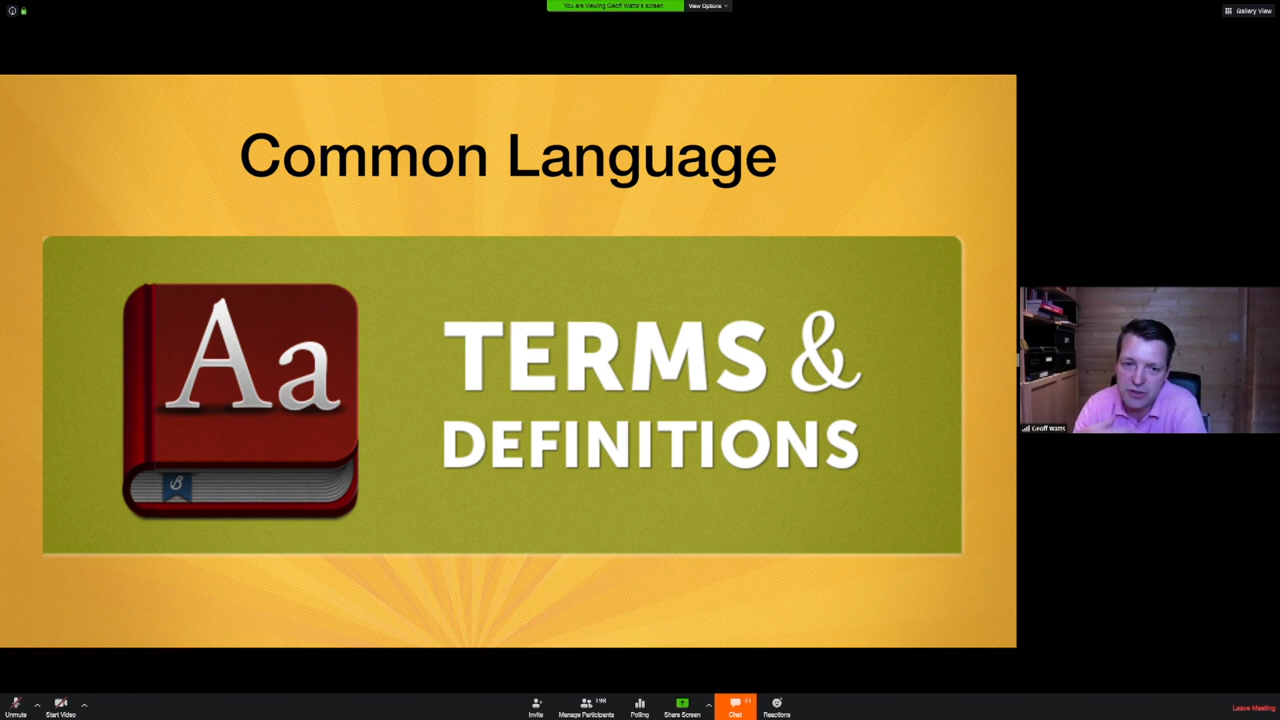 You are viewing Geoff Watts's screen
View Options
Gallery View
Common Language
Aa
TERMS &
DEFINITIONS
B
Geoff Watts
Unmute
Start Video
Invite
Manage Participants
Polling
Share Screen
Chat
Reactions
Leave Meeting